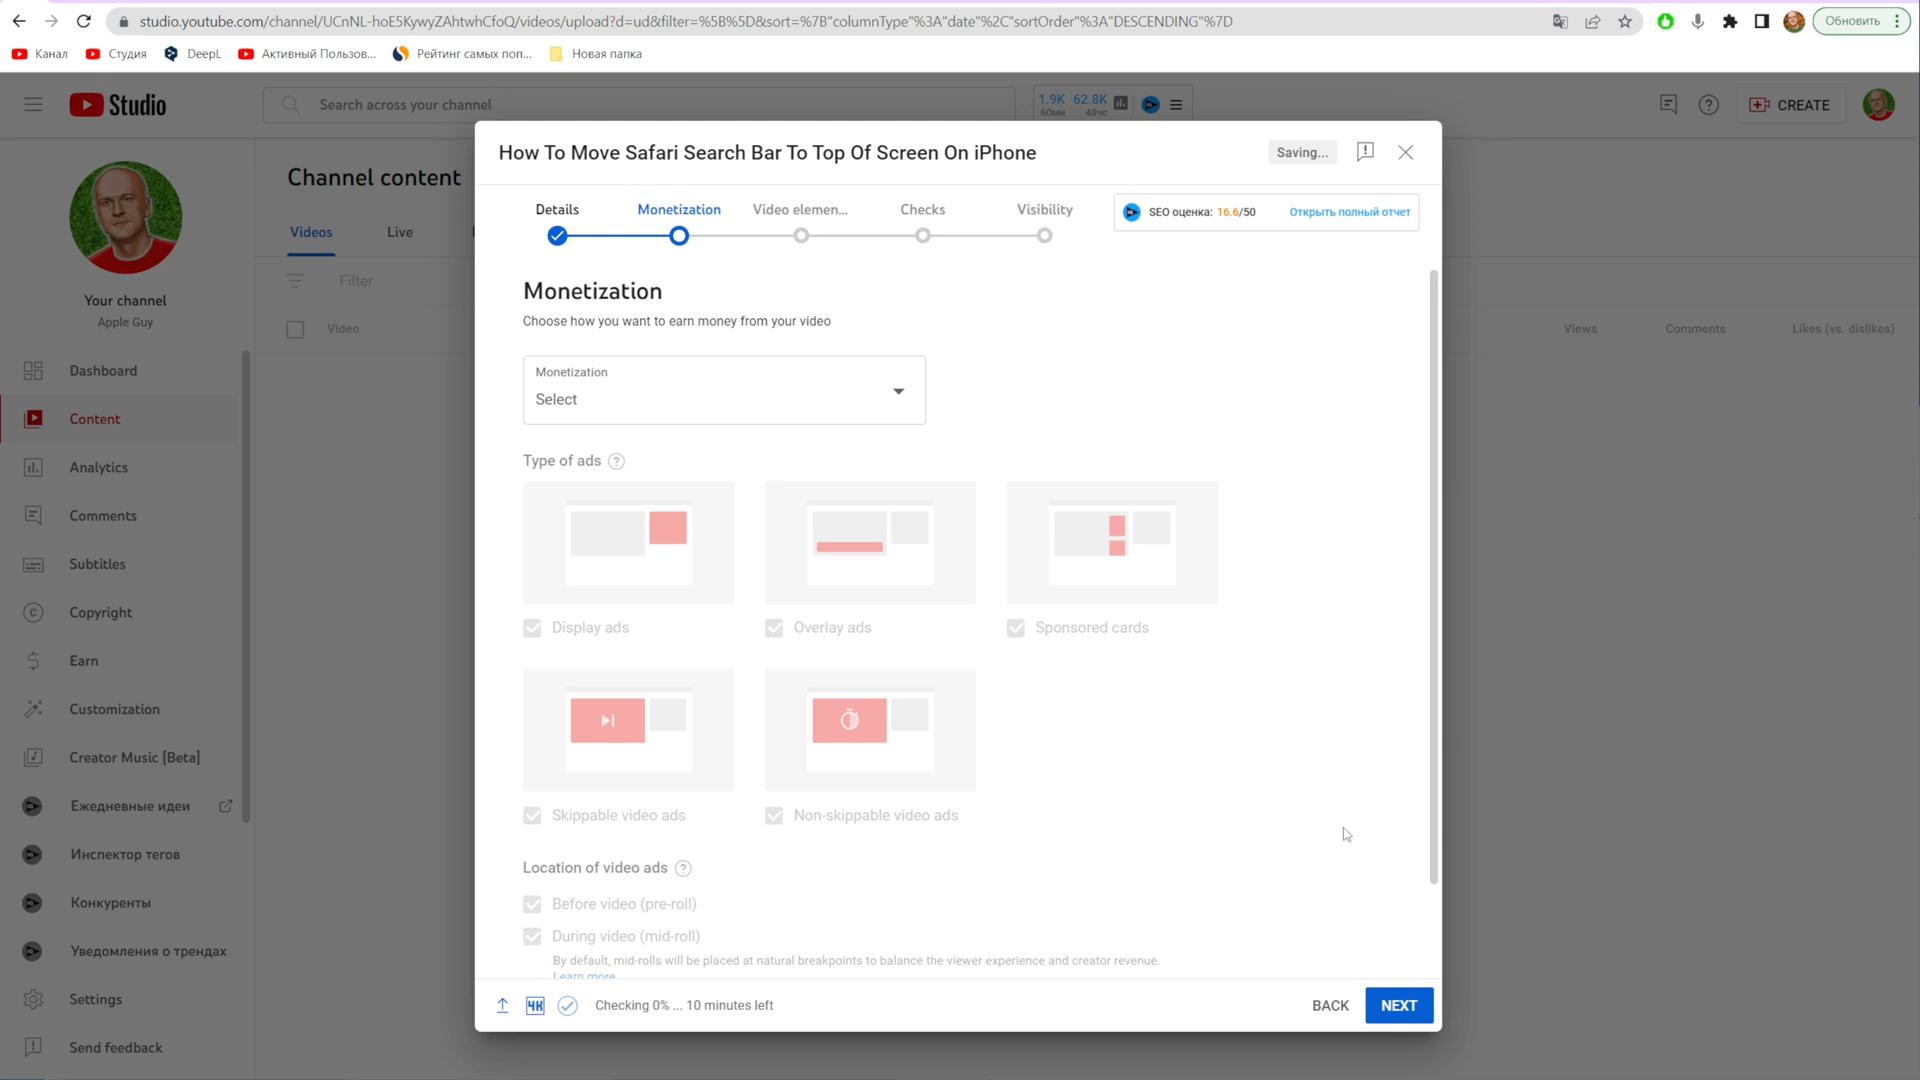 studio.youtube.com/channel/UCnNL-hoE5KywyZAhtwhCfoQ/videos/upload?d=ud&filter=%5B%5D&sort=%7B"columnType"%3A"date"%2C"sortOrder"%3A"DESCENDING"%7D
Обновить
Канал
Студия
DeepL
Активный Пользов...
Рейтинг самых поп...
Новая папка
Studio
Search across your channel
1.9K 62.8K
60мн 48чс
CREATE
Your channel
Apple Guy
Dashboard
Content
Analytics
Comments
Subtitles
Copyright
Earn
Customization
Creator Music [Beta]
Ежедневные идеи
Инспектор тегов
Конкуренты
Уведомления о трендах
Settings
Send feedback
Channel content
Videos
Live
Filter
Video
Views
Comments
Likes (vs. dislikes)
How To Move Safari Search Bar To Top Of Screen On iPhone
Saving...
Details
Monetization
Video elemen...
Checks
Visibility
SEO оценка: 16.6/50
Открыть полный отчет
Monetization
Choose how you want to earn money from your video
Monetization
Select
Type of ads
Display ads
Overlay ads
Sponsored cards
Skippable video ads
Non-skippable video ads
Location of video ads
Before video (pre-roll)
During video (mid-roll)
By default, mid-rolls will be placed at natural breakpoints to balance the viewer experience and creator revenue.
Learn more
4K
Checking 0% ... 10 minutes left
BACK
NEXT